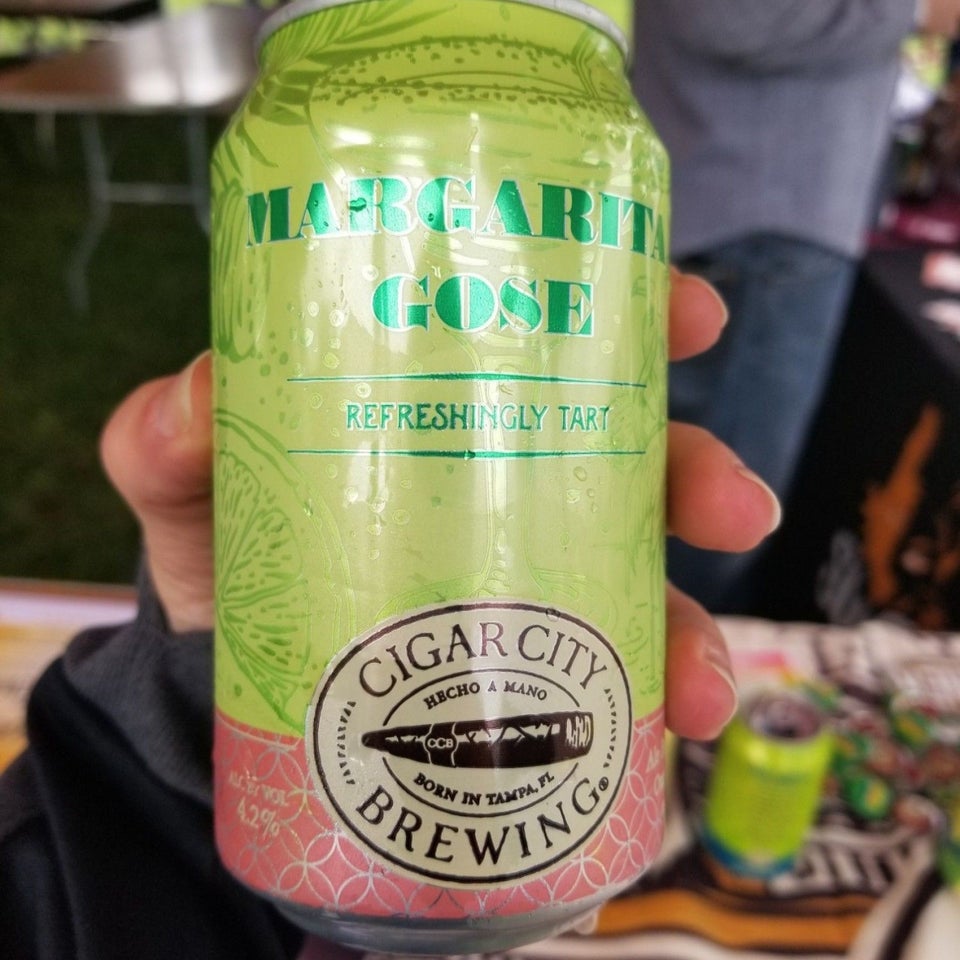 MARGARITA
GOSE
REFRESHINGLY TART
CIGAR CITY
HECHO A MANO
CCB
BORN IN TAMPA, FL
BREWING®
ALC BY VOL
4.2%